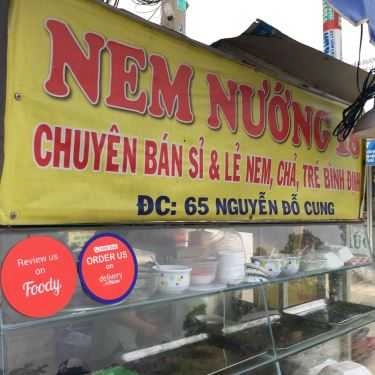 NEM NƯỚNG
CHUYÊN BÁN SỈ & LẺ NEM, CHẢ, TRÉ BÌNH ĐỊNH
ĐC: 65 NGUYỄN ĐỖ CUNG
Review us
on
Foody
ORDER US
on
delivery